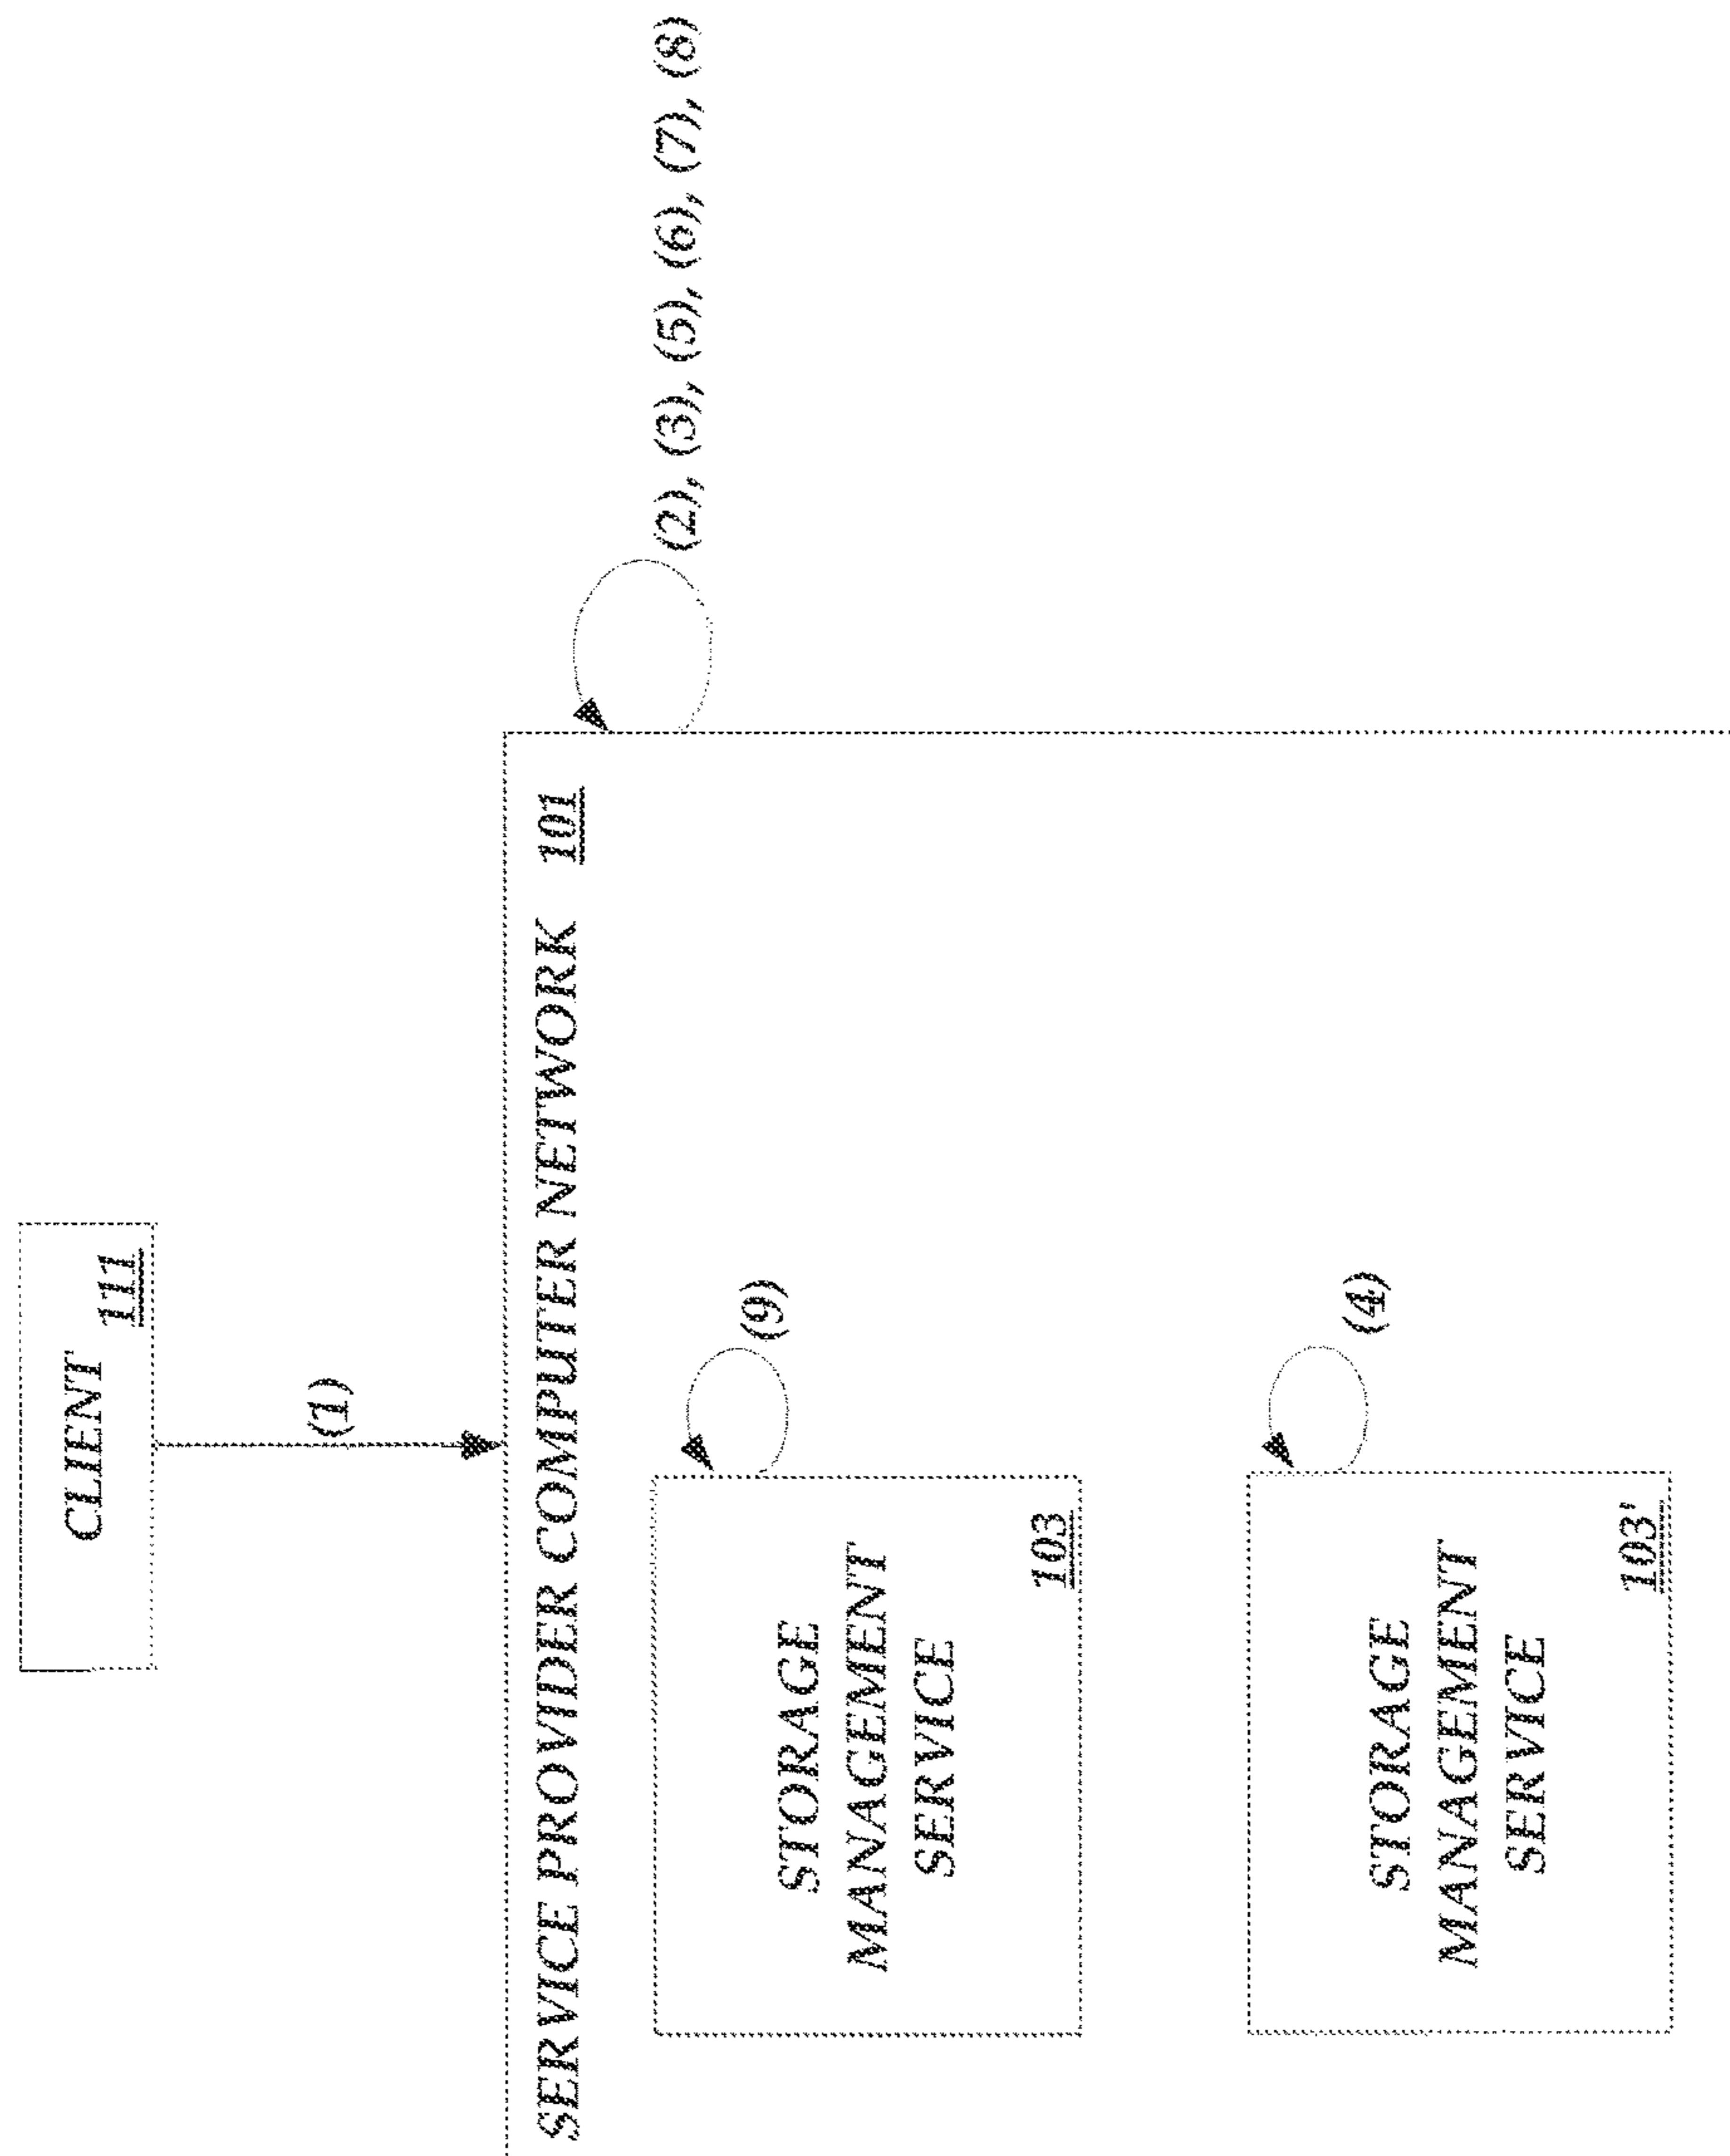 CLIENT
111
(1)
SERVICE PROVIDER COMPUTER NETWORK 101
(2), (3), (5), (6), (7), (8)
STORAGE
MANAGEMENT
SERVICE
103
(9)
STORAGE
MANAGEMENT
SERVICE
103'
(4)